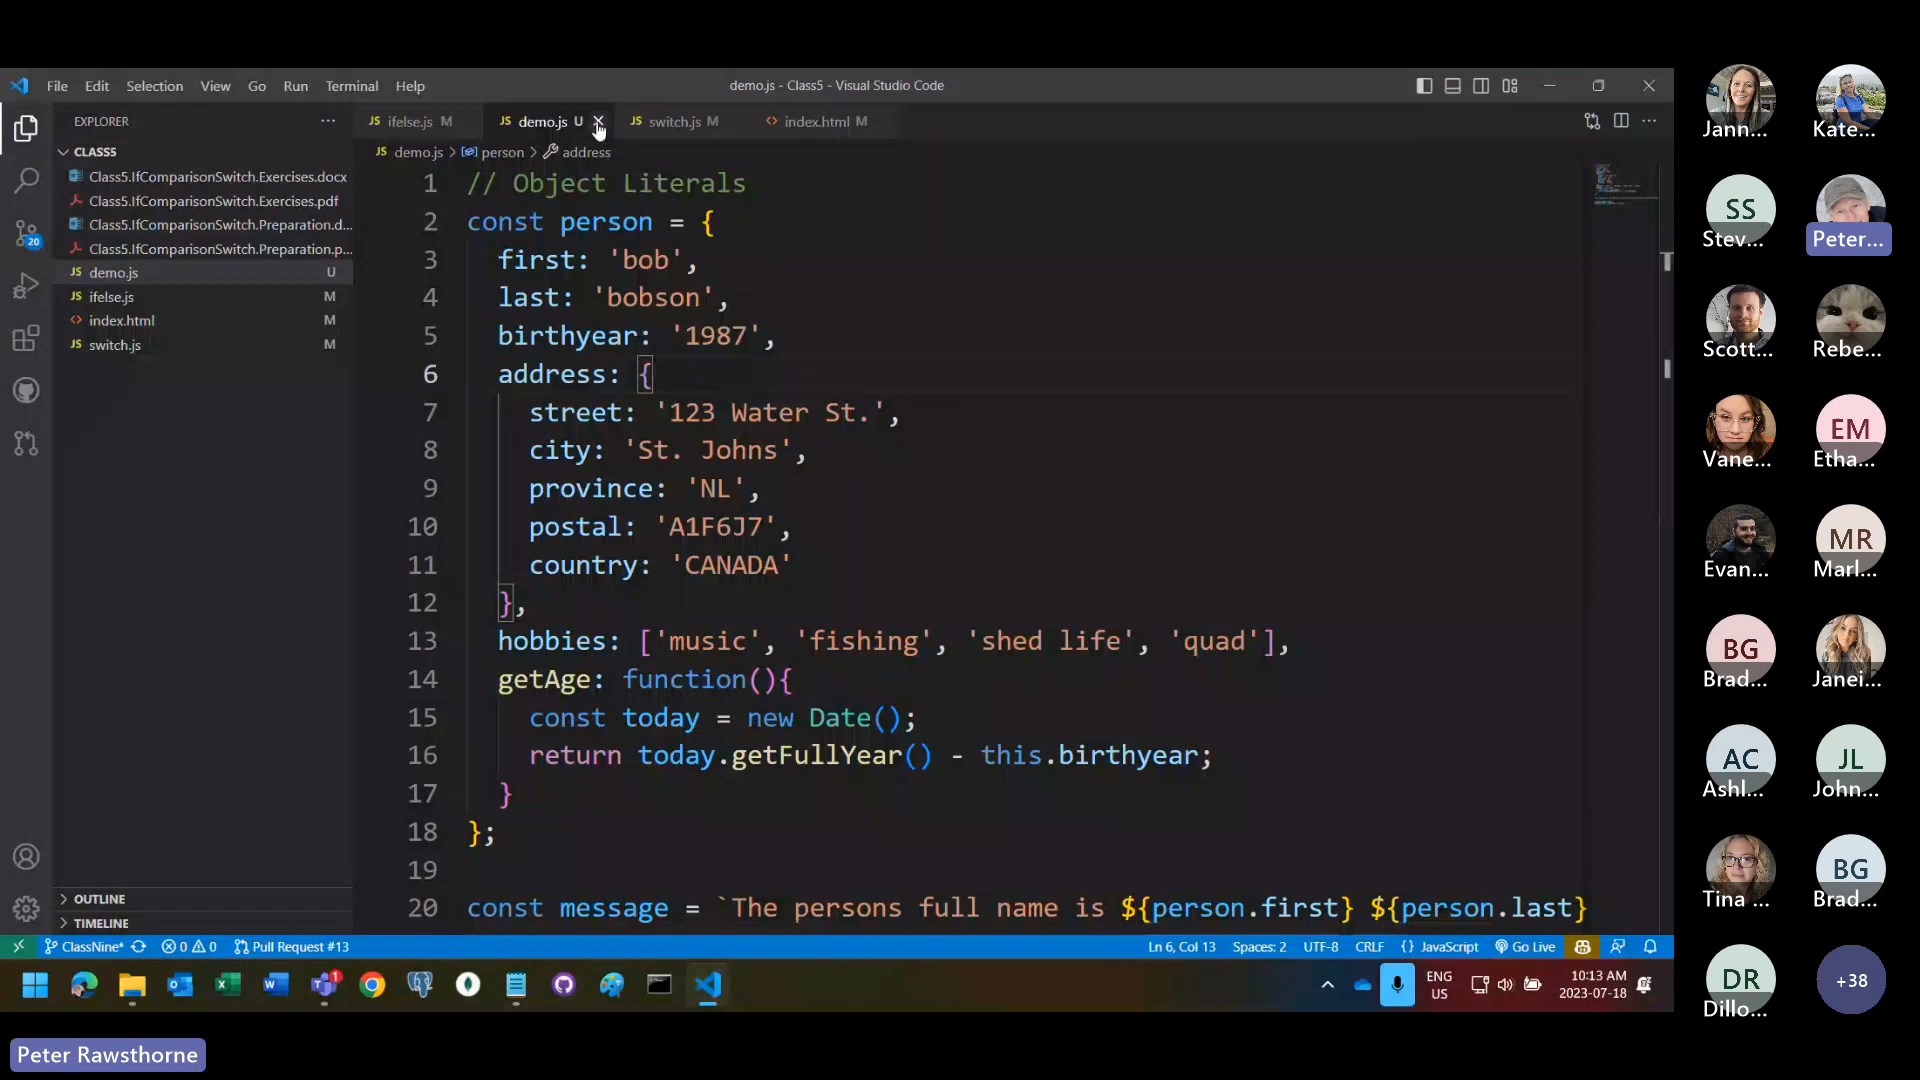 File Edit Selection View Go Run Terminal Help
demo.js - Class5 - Visual Studio Code
EXPLORER
JS ifelse.js M
JS demo.js U
JS switch.js M
index.html M
JS demo.js > person > address
CLASS5
Class5.IfComparisonSwitch.Exercises.docx
Class5.IfComparisonSwitch.Exercises.pdf
Class5.IfComparisonSwitch.Preparation.d...
Class5.IfComparisonSwitch.Preparation.p...
JS demo.js U
JS ifelse.js M
index.html M
JS switch.js M
20
OUTLINE
TIMELINE
1 // Object Literals
2 const person = {
3 first: 'bob',
4 last: 'bobson',
5 birthyear: '1987',
6 address: {
7 street: '123 Water St.',
8 city: 'St. Johns',
9 province: 'NL',
10 postal: 'A1F6J7',
11 country: 'CANADA'
12 },
13 hobbies: ['music', 'fishing', 'shed life', 'quad'],
14 getAge: function(){
15 const today = new Date();
16 return today.getFullYear() - this.birthyear;
17 }
18 };
19
20 const message = `The persons full name is ${person.first} ${person.last}
ClassNine* 0 0 Pull Request #13
Ln 6, Col 13 Spaces: 2 UTF-8 CRLF {} JavaScript Go Live
1
ENG
US
10:13 AM
2023-07-18
Peter Rawsthorne
Jann... Kate...
SS
Stev... Peter...
Scott... Rebe...
EM
Vane... Etha...
MR
Evan... Marl...
BG
Brad... Janei...
AC JL
Ashl... John...
BG
Tina ... Brad...
DR +38
Dillo...